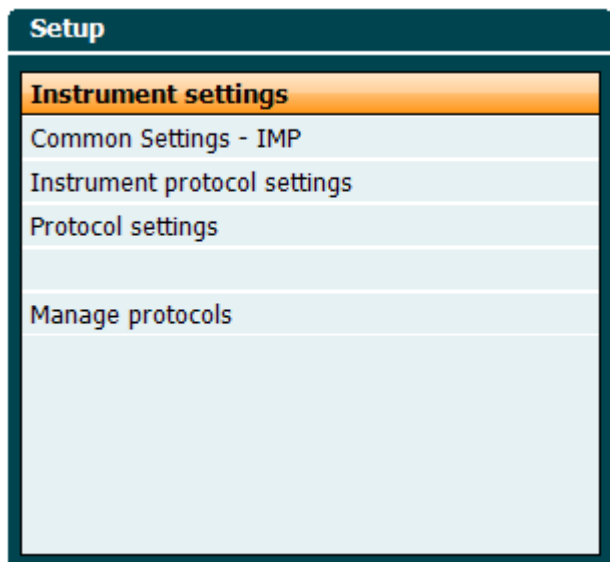 Setup
Instrument settings
Common Settings - IMP
Instrument protocol settings
Protocol settings
Manage protocols